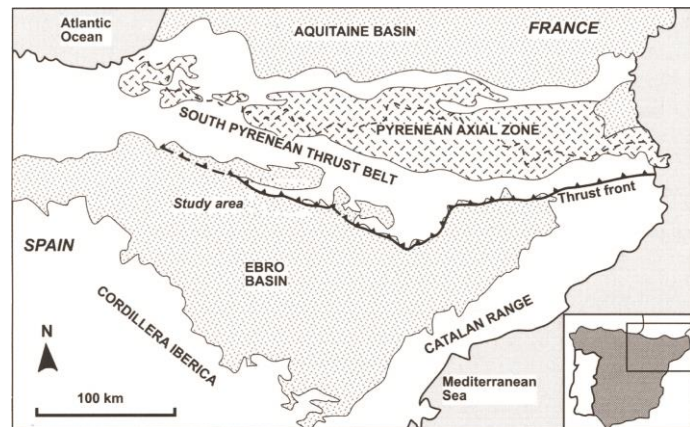 Atlantic
Ocean
AQUITAINE BASIN
FRANCE
SOUTH PYRENEAN THRUST BELT
PYRENEAN AXIAL ZONE
Study area
Thrust front
SPAIN
EBRO
BASIN
CORDILLERA IBERICA
CATALAN RANGE
N
100 km
Mediterranean
Sea